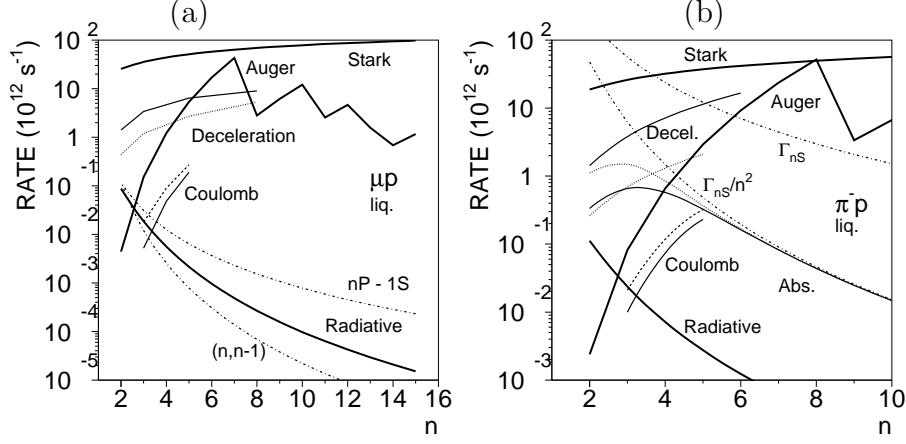 (a)
(b)
RATE (10^12 s^-1)
10^2
10
1
10^-1
10^-2
10^-3
10^-4
10^-5
Stark
Auger
Deceleration
Coulomb
μp
liq.
nP - 1S
Radiative
(n,n-1)
2 4 6 8 10 12 14 16
n
RATE (10^12 s^-1)
10^2
10
1
10^-1
10^-2
10^-3
Stark
Auger
Decel.
Γ_nS
Γ_nS/n^2
π^-p
liq.
Coulomb
Abs.
Radiative
2 4 6 8 10
n